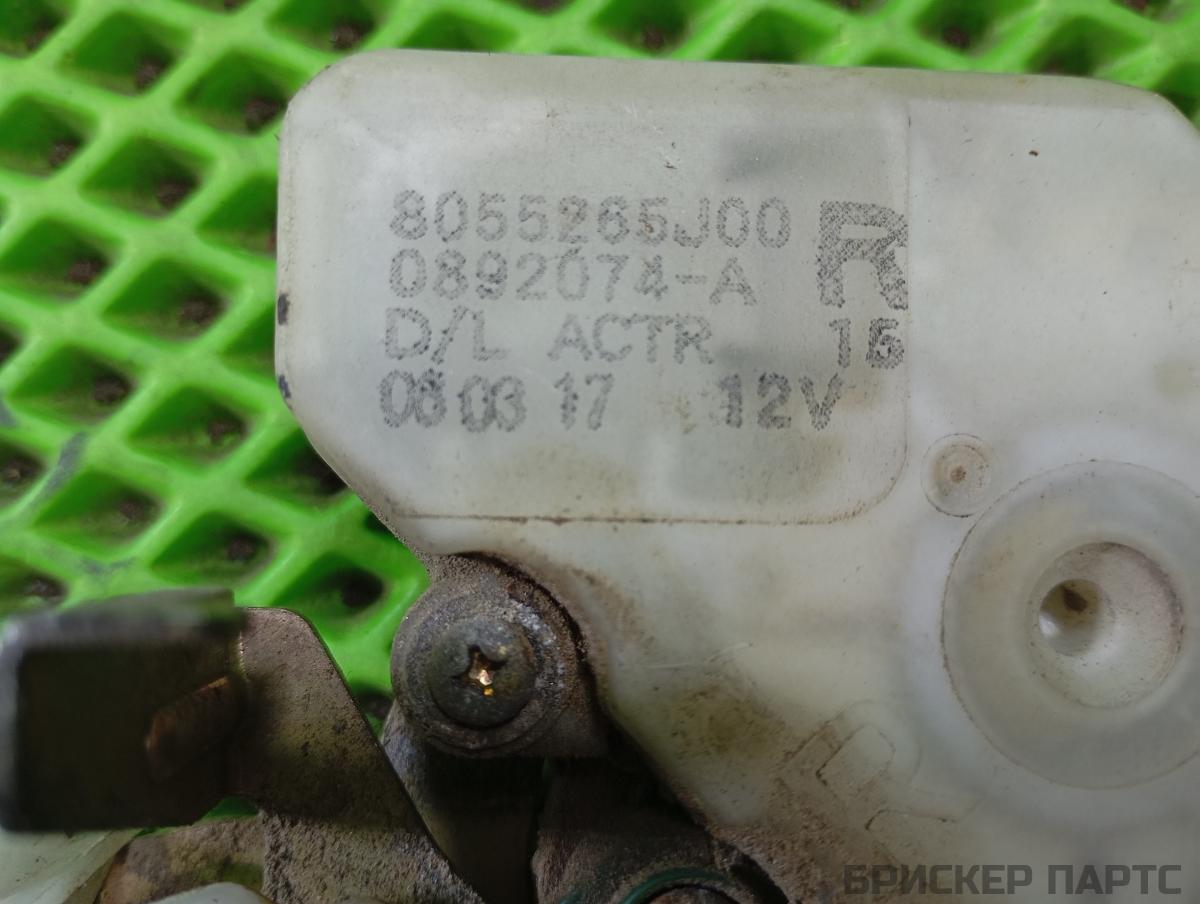 8055265J00
R
0892074-A
D/L ACTR 16
08 03 17 12V
БРИСКЕР ПАРТС